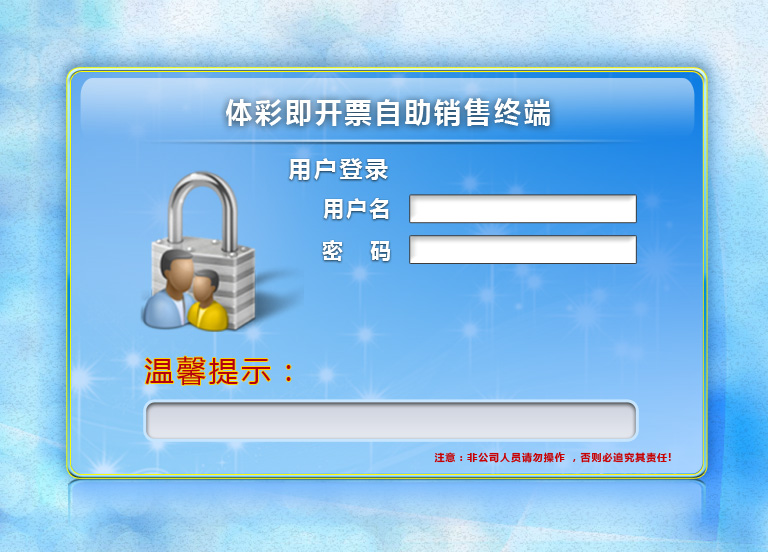 体彩即开票自助销售终端
用户登录
用户名
密 码
温馨提示：
注意：非公司人员请勿操作 ，否则必追究其责任!